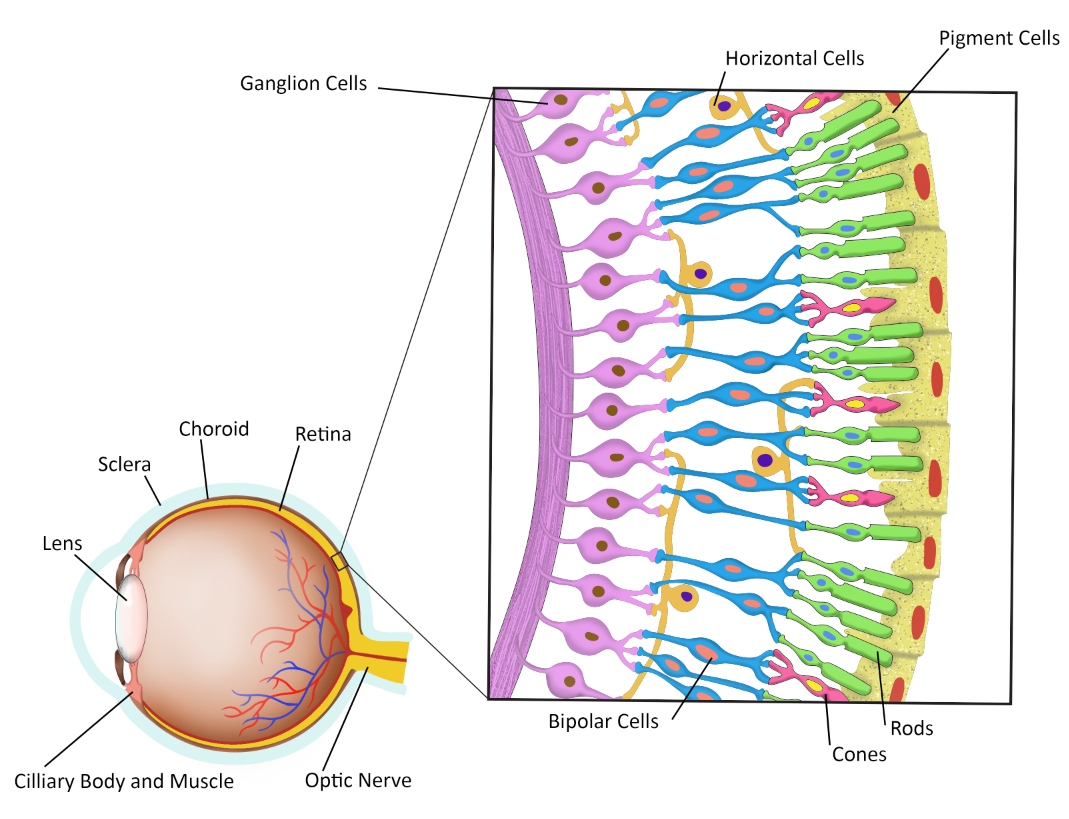 Pigment Cells
Horizontal Cells
Ganglion Cells
Choroid
Retina
Sclera
Lens
Bipolar Cells
Rods
Cones
Cilliary Body and Muscle
Optic Nerve